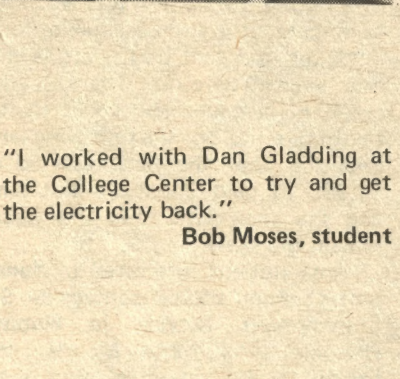 “I worked with Dan Gladding at
the College Center to try and get
the electricity back.”
Bob Moses, student